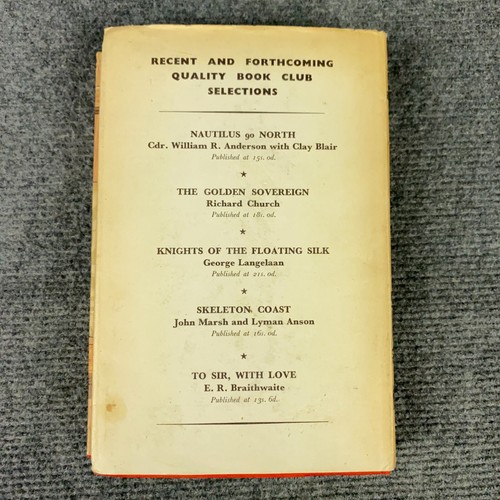 RECENT AND FORTHCOMING
QUALITY BOOK CLUB
SELECTIONS
NAUTILUS 90 NORTH
Cdr. William R. Anderson with Clay Blair
Published at 15s. 0d.
★
THE GOLDEN SOVEREIGN
Richard Church
Published at 18s. 0d.
★
KNIGHTS OF THE FLOATING SILK
George Langelaan
Published at 21s. 0d.
★
SKELETON COAST
John Marsh and Lyman Anson
Published at 16s. 0d.
★
TO SIR, WITH LOVE
E. R. Braithwaite
Published at 13s. 6d.